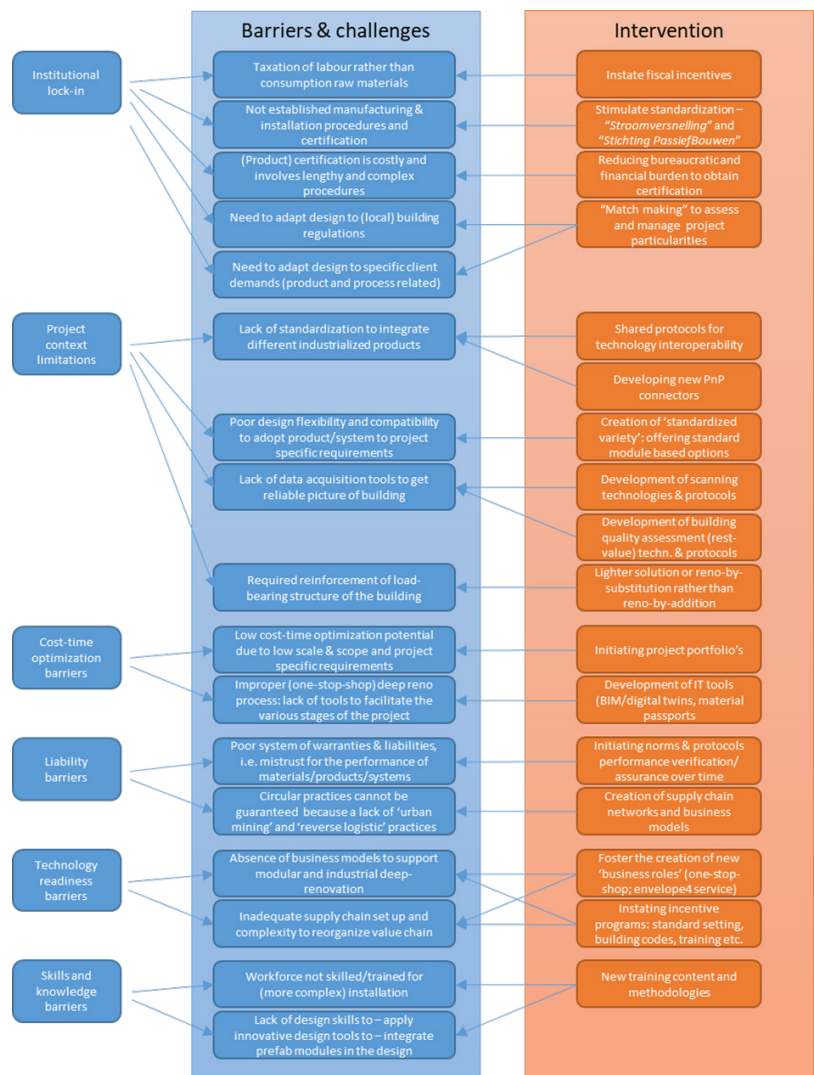 Barriers & challenges
Intervention
Institutional
lock-in
Taxation of labour rather than
consumption raw materials
Instate fiscal incentives
Not established manufacturing &
installation procedures and
certification
Stimulate standardization –
"Stroomversnelling" and
"Stichting PassiefBouwen"
(Product) certification is costly and
involves lengthy and complex
procedures
Reducing bureaucratic and
financial burden to obtain
certification
Need to adapt design to (local) building
regulations
"Match making" to assess
and manage project
particularities
Need to adapt design to specific client
demands (product and process related)
Project
context
limitations
Lack of standardization to integrate
different industrialized products
Shared protocols for
technology interoperability
Developing new PnP
connectors
Poor design flexibility and compatibility
to adopt product/system to project
specific requirements
Creation of 'standardized
variety': offering standard
module based options
Lack of data acquisition tools to get
reliable picture of building
Development of scanning
technologies & protocols
Development of building
quality assessment (rest-
value) techn. & protocols
Required reinforcement of load-
bearing structure of the building
Lighter solution or reno-by-
substitution rather than
reno-by-addition
Cost-time
optimization
barriers
Low cost-time optimization potential
due to low scale & scope and project
specific requirements
Initiating project portfolio's
Improper (one-stop-shop) deep reno
process: lack of tools to facilitate the
various stages of the project
Development of IT tools
(BIM/digital twins, material
passports
Liability
barriers
Poor system of warranties & liabilities,
i.e. mistrust for the performance of
materials/products/systems
Initiating norms & protocols
performance verification/
assurance over time
Circular practices cannot be
guaranteed because a lack of 'urban
mining' and 'reverse logistic' practices
Creation of supply chain
networks and business
models
Technology
readiness
barriers
Absence of business models to support
modular and industrial deep-
renovation
Foster the creation of new
'business roles' (one-stop-
shop; envelope4 service)
Inadequate supply chain set up and
complexity to reorganize value chain
Instating incentive
programs: standard setting,
building codes, training etc.
Skills and
knowledge
barriers
Workforce not skilled/trained for
(more complex) installation
New training content and
methodologies
Lack of design skills to – apply
innovative design tools to – integrate
prefab modules in the design